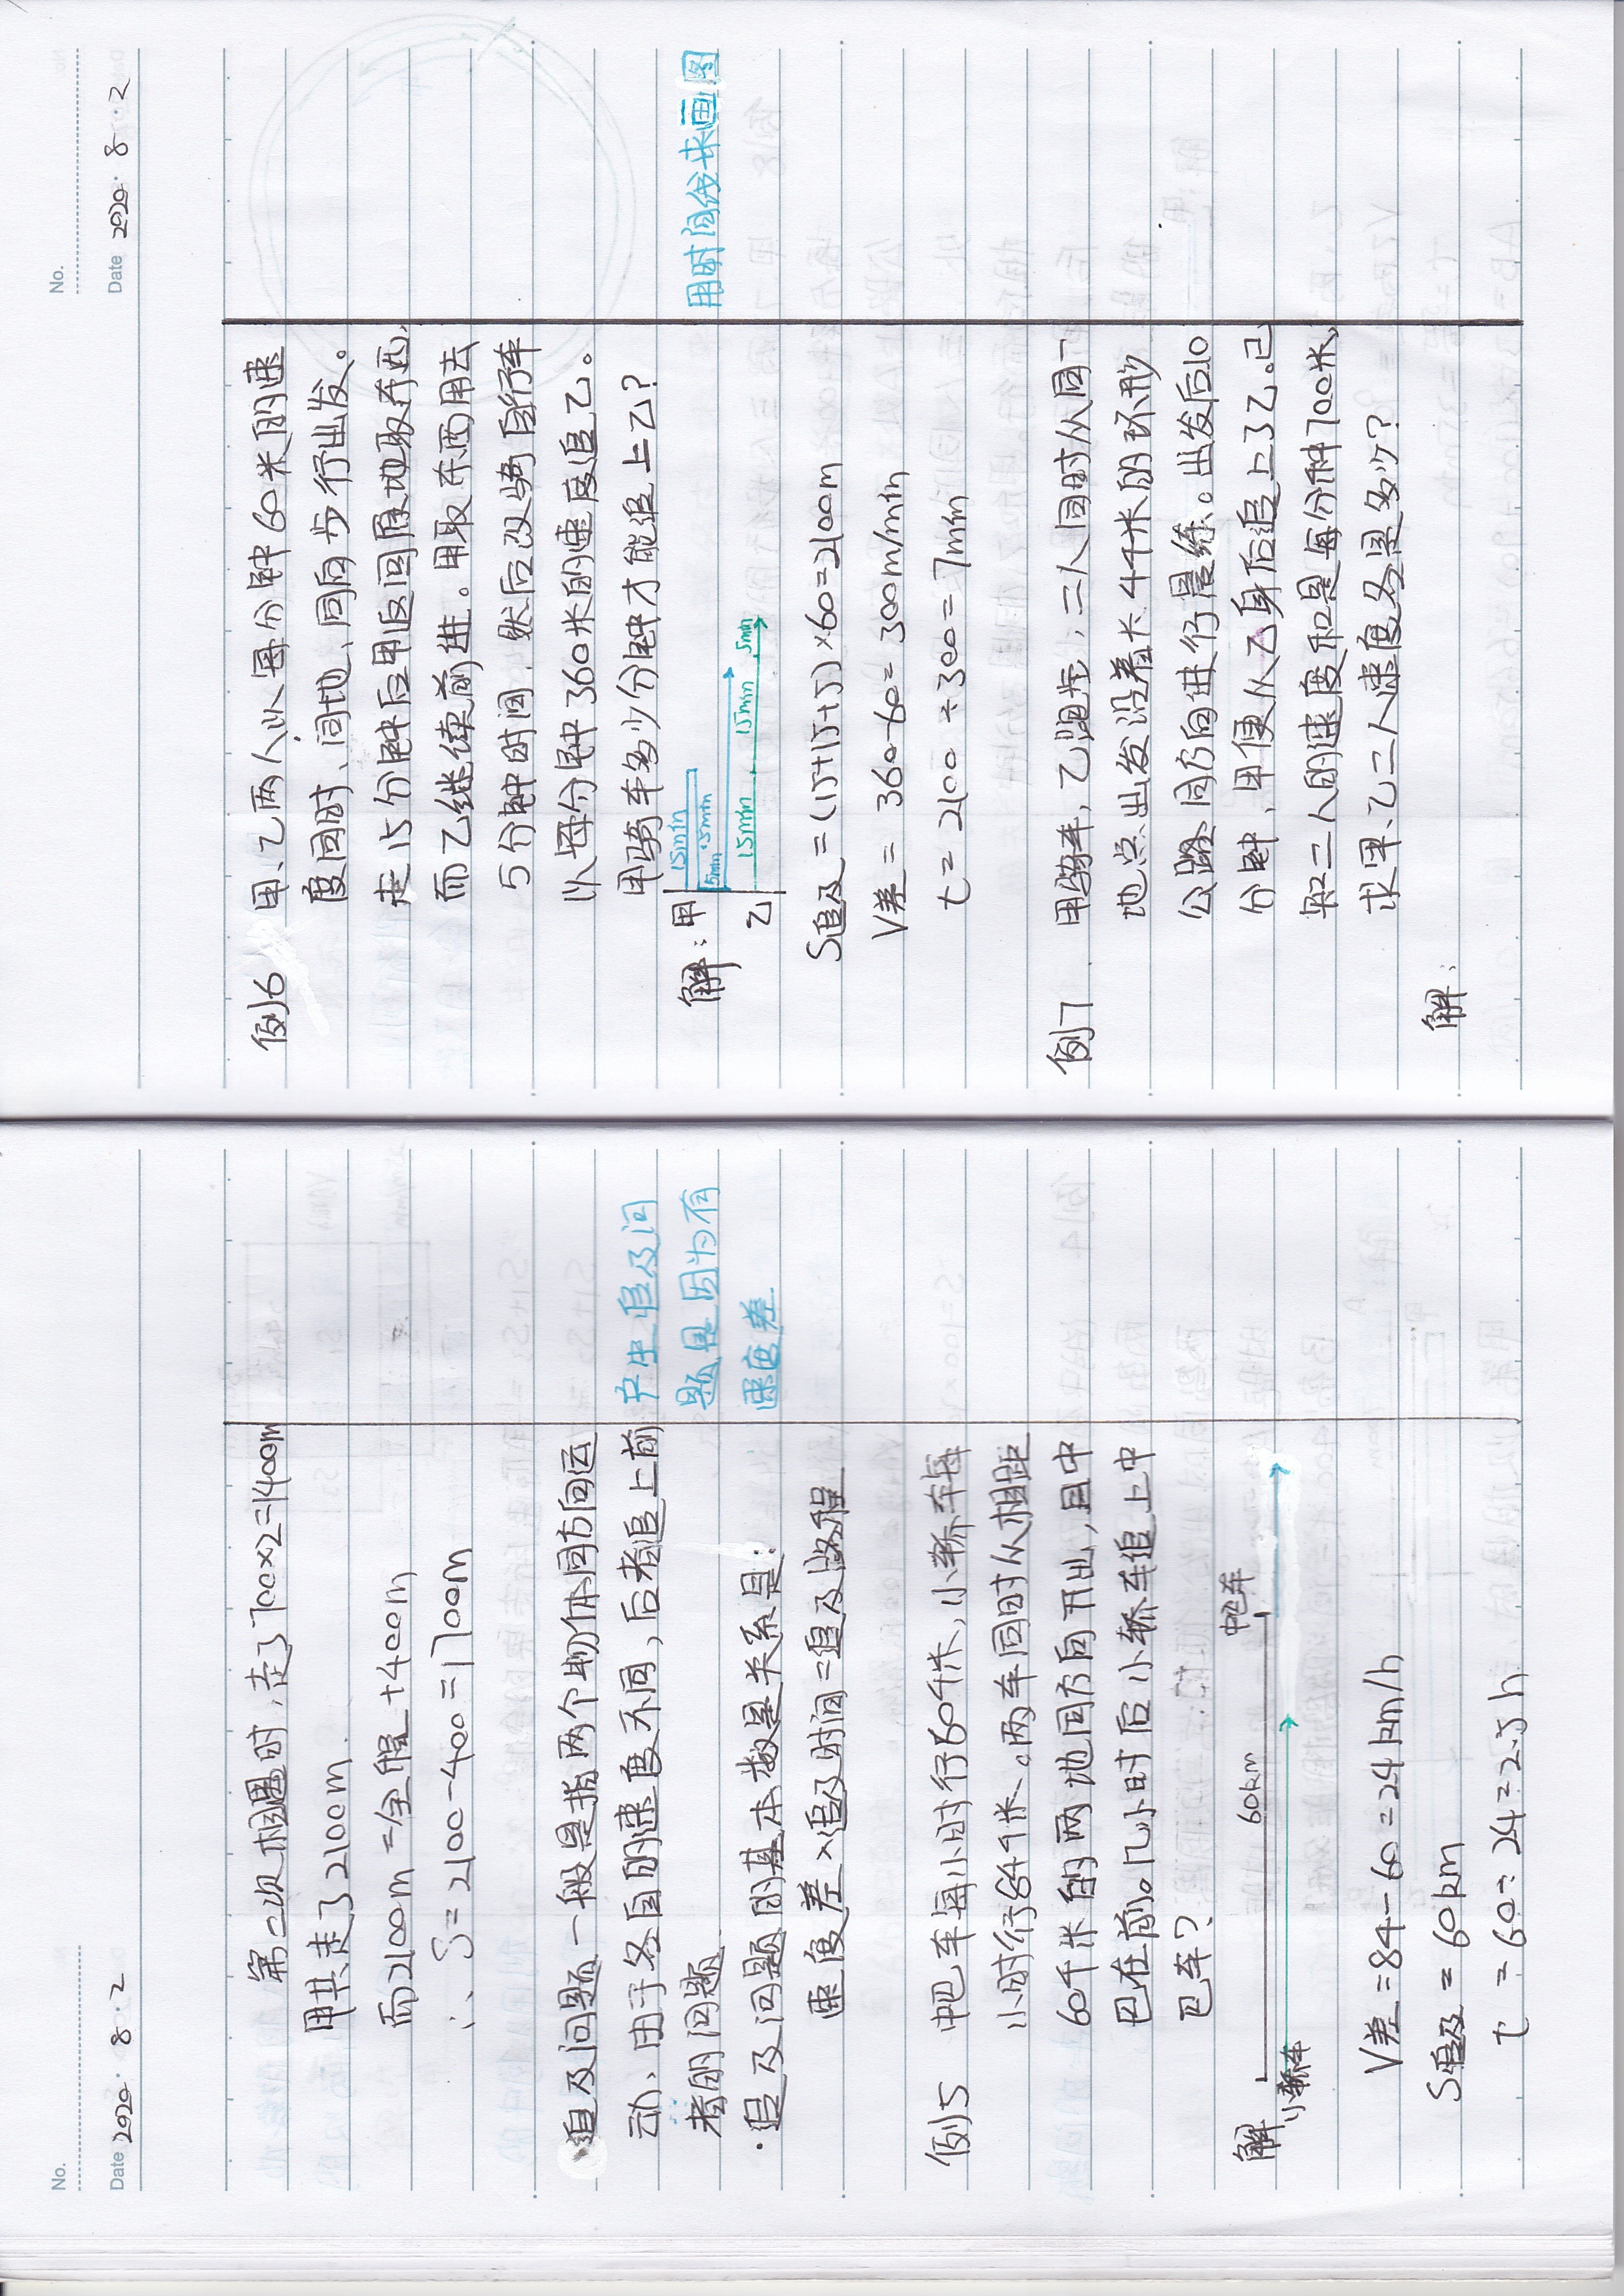 No.
Date 2020 · 8 · 2
第二次相遇时，走了700×2=1400m
甲共走了2100m.
而2100m=全程+400m
∴ S=2100-400=1700m
追及问题一般是指两个物体同方向运
动，由于各自的速度不同，后者追上前
者的问题
·追及问题的基本数量关系是：
速度差×追及时间=追及路程
产生追及问
题是因为有
速度差
例5 中巴车每小时行60千米，小轿车每
小时行84千米。两车同时从相距
60千米的两地同方向开出，且中
巴在前。几小时后小轿车追上中
巴车？
解
小轿车 60km 中巴车
V差=84-60=24km/h
S追及=60km
t=60÷24=2.5h
No.
Date 2020 · 8 · 2
例6 甲、乙两人以每分钟60米的速
度同时、同地、同向步行出发。
走15分钟后甲返回原地取东西，
而乙继续前进。甲取东西用去
5分钟时间，然后改骑自行车
以每分钟360米的速度追乙。
甲骑车多少分钟才能追上乙？
用时间线来画图
解：甲 15min
5min 15min
乙 15min 15min 5min
S追及=(15+15+5)×60=2100m
V差=360-60=300m/min
t=2100÷300=7min
例7 甲骑车，乙跑步，二人同时从同一
地点出发沿着长4千米的环形
公路同方向进行晨练。出发后10
分钟，甲便从乙身后追上了乙。已
知二人的速度和是每分种700米，
求甲、乙二人速度各是多少？
解：